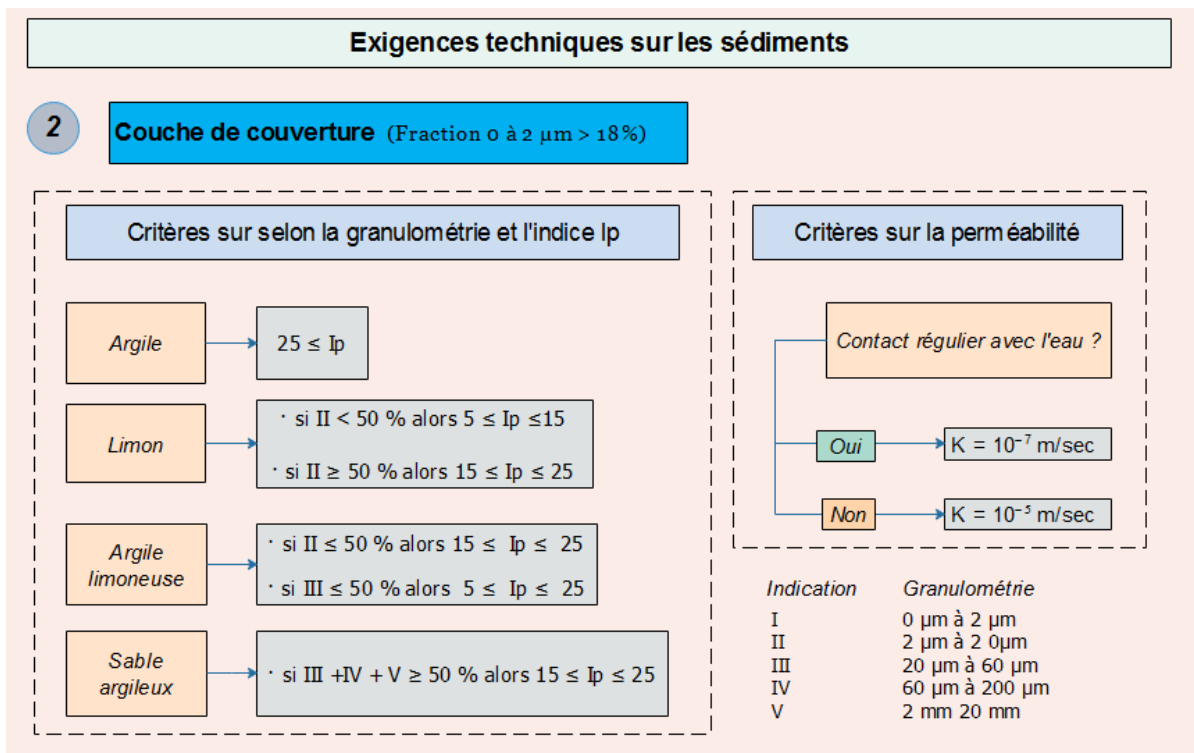 Exigences techniques sur les sédiments
2
Couche de couverture (Fraction 0 à 2 µm > 18%)
Critères sur selon la granulométrie et l'indice Ip
Argile
25 ≤ Ip
Limon
· si II < 50 % alors 5 ≤ Ip ≤15
· si II ≥ 50 % alors 15 ≤ Ip ≤ 25
Argile
limoneuse
· si II ≤ 50 % alors 15 ≤ Ip ≤ 25
· si III ≤ 50 % alors 5 ≤ Ip ≤ 25
Sable
argileux
· si III +IV + V ≥ 50 % alors 15 ≤ Ip ≤ 25
Critères sur la perméabilité
Contact régulier avec l'eau ?
Oui
K = 10⁻⁷ m/sec
Non
K = 10⁻⁵ m/sec
Indication Granulométrie
I 0 µm à 2 µm
II 2 µm à 2 0µm
III 20 µm à 60 µm
IV 60 µm à 200 µm
V 2 mm 20 mm